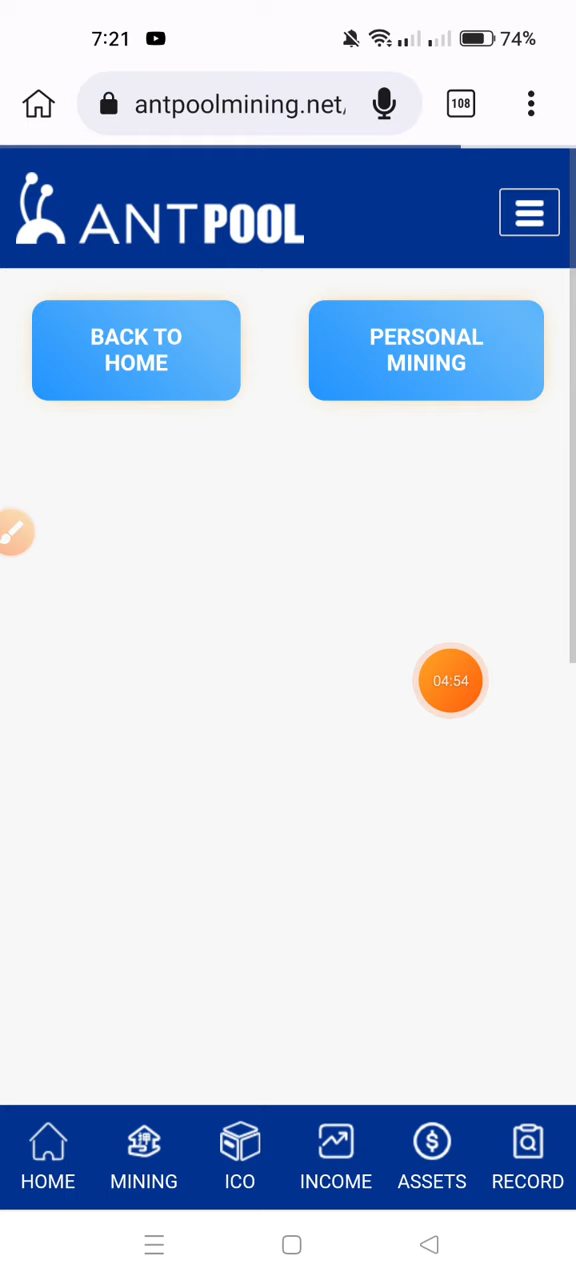 7:21 74%
antpoolmining.net/ 108
ANTPOOL
BACK TO
HOME
PERSONAL
MINING
04:54
HOME MINING ICO INCOME ASSETS RECORD